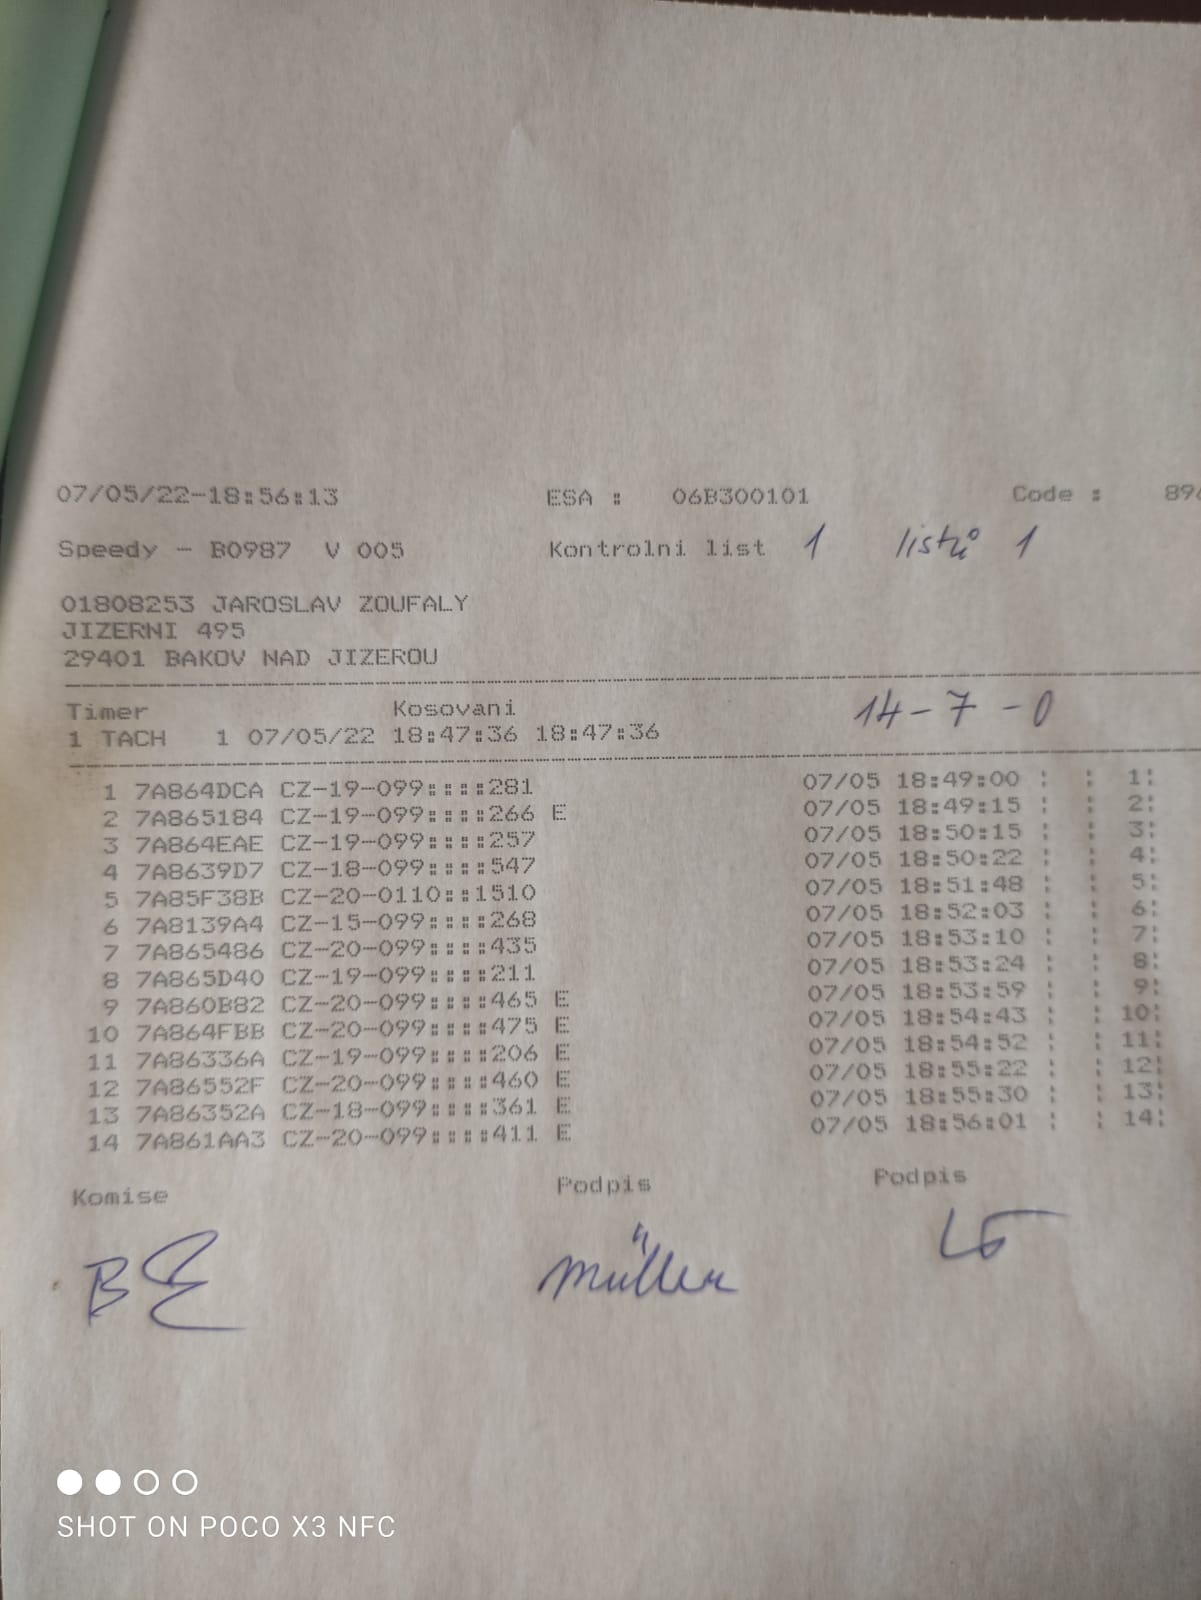 07/05/22-18:56:13 ESA : 06B300101 Code : 896
Speedy - B0987 V 005 Kontrolni list 1 listů 1
01808253 JAROSLAV ZOUFALY
JIZERNI 495
29401 BAKOV NAD JIZEROU
Timer Kosovani 14-7-0
1 TACH 1 07/05/22 18:47:36 18:47:36
1 7A864DCA CZ-19-099::::281 07/05 18:49:00 : : 1:
2 7A865184 CZ-19-099::::266 E 07/05 18:49:15 : : 2:
3 7A864EAE CZ-19-099::::257 07/05 18:50:15 : : 3:
4 7A8639D7 CZ-18-099::::547 07/05 18:50:22 : : 4:
5 7A85F38B CZ-20-0110::1510 07/05 18:51:48 : : 5:
6 7A8139A4 CZ-15-099::::268 07/05 18:52:03 : : 6:
7 7A865486 CZ-20-099::::435 07/05 18:53:10 : : 7:
8 7A865D40 CZ-19-099::::211 07/05 18:53:24 : : 8:
9 7A860B82 CZ-20-099::::465 E 07/05 18:53:59 : : 9:
10 7A864FBB CZ-20-099::::475 E 07/05 18:54:43 : : 10:
11 7A86336A CZ-19-099::::206 E 07/05 18:54:52 : : 11:
12 7A86552F CZ-20-099::::460 E 07/05 18:55:22 : : 12:
13 7A86352A CZ-18-099::::361 E 07/05 18:55:30 : : 13:
14 7A861AA3 CZ-20-099::::411 E 07/05 18:56:01 : : 14:
Komise Podpis Podpis
Müller
SHOT ON POCO X3 NFC